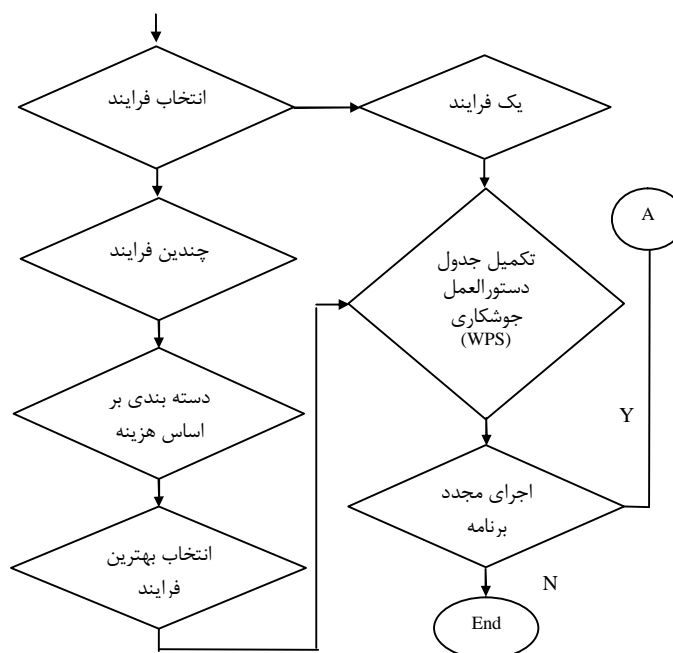 انتخاب فرایند
یک فرایند
چندین فرایند
A
تکمیل جدول
دستورالعمل
جوشکاری
(WPS)
دسته بندی بر
اساس هزینه
Y
اجرای مجدد
برنامه
انتخاب بهترین
فرایند
N
End